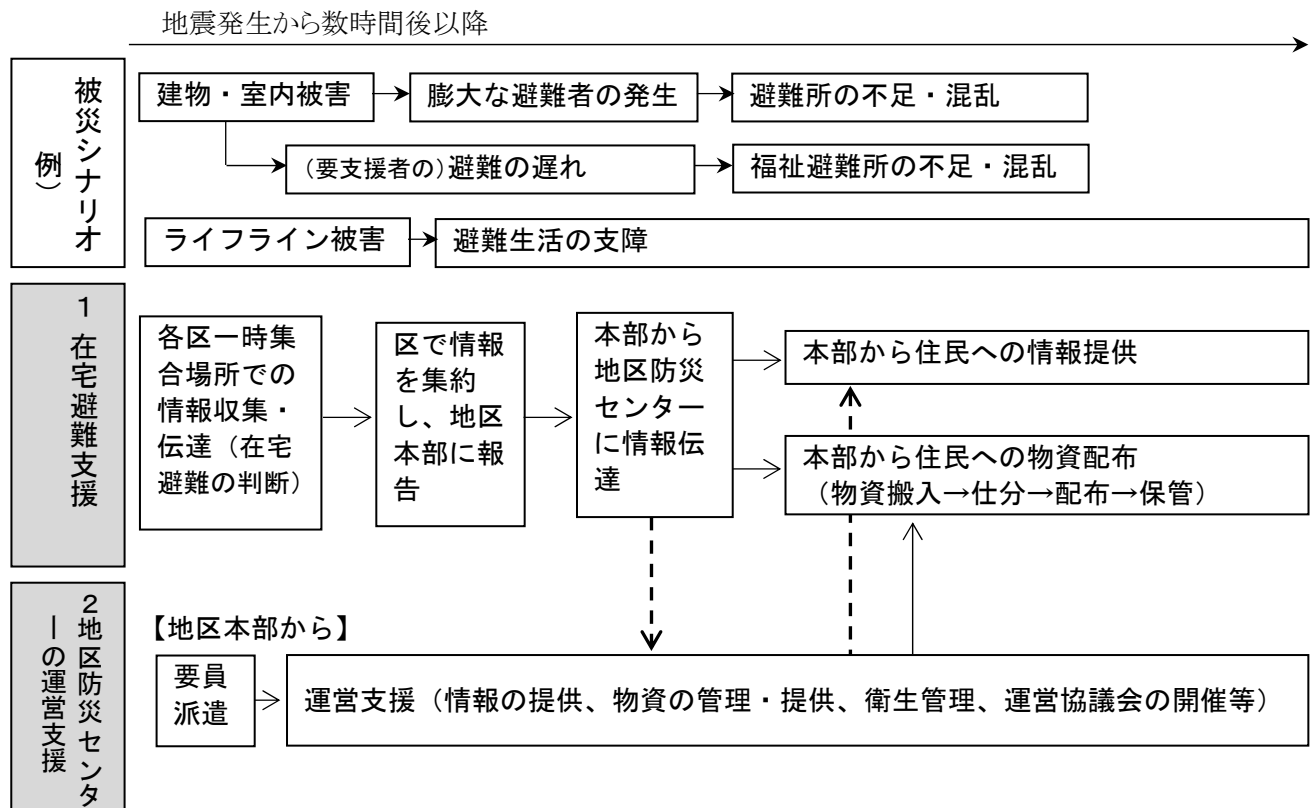 地震発生から数時間後以降
被災シナリオ
例）
建物・室内被害
膨大な避難者の発生
避難所の不足・混乱
（要支援者の）避難の遅れ
福祉避難所の不足・混乱
ライフライン被害
避難生活の支障
１ 在宅避難支援
各区一時集
合場所での
情報収集・
伝達（在宅
避難の判断）
区で情報
を集約
し、地区
本部に報
告
本部から
地区防災
センター
に情報伝
達
本部から住民への情報提供
本部から住民への物資配布
（物資搬入→仕分→配布→保管）
２地区防災センタ
ーの運営支援
【地区本部から】
要員
派遣
運営支援（情報の提供、物資の管理・提供、衛生管理、運営協議会の開催等）